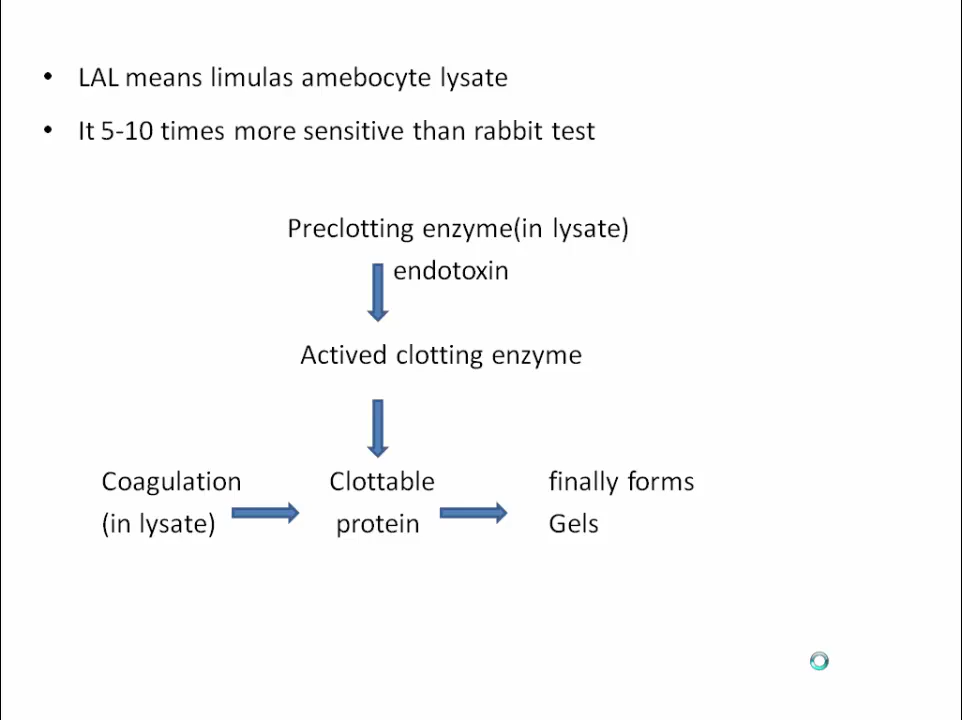 • LAL means limulas amebocyte lysate
• It 5-10 times more sensitive than rabbit test
Preclotting enzyme(in lysate)
endotoxin
Actived clotting enzyme
Coagulation Clottable finally forms
(in lysate) protein Gels